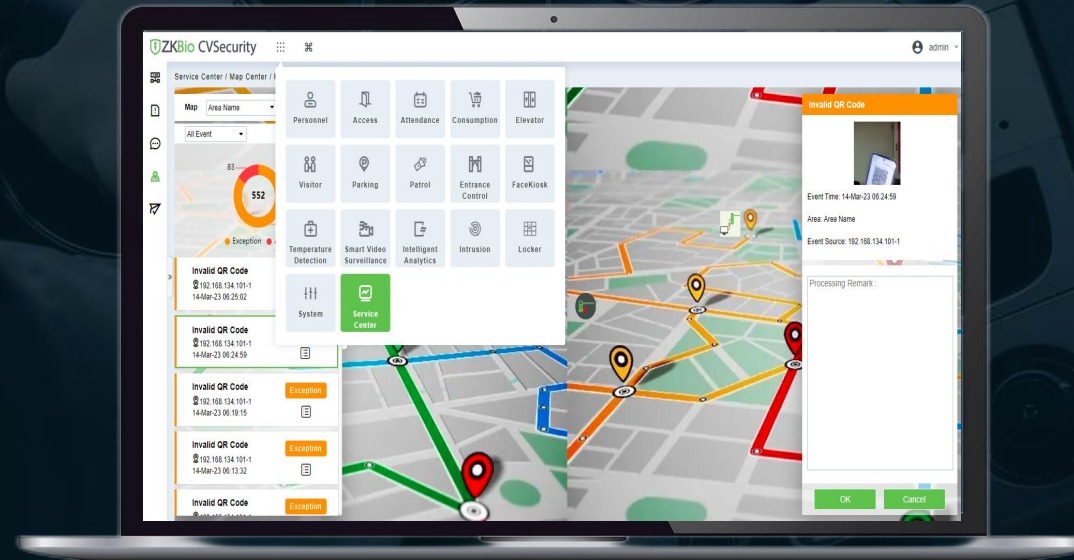 ZKBio CVSecurity
admin
Service Center / Map Center /
Map
Area Name
All Event
83
552
Exception
Invalid QR Code
192.168.134.101-1
14-Mar-23 06:25:02
Invalid QR Code
192.168.134.101-1
14-Mar-23 06:24:59
Invalid QR Code
Exception
192.168.134.101-1
14-Mar-23 06:19:15
Invalid QR Code
Exception
192.168.134.101-1
14-Mar-23 06:13:32
Invalid QR Code
Exception
Personnel
Access
Attendance
Consumption
Elevator
Visitor
Parking
Patrol
Entrance
Control
FaceKiosk
Temperature
Detection
Smart Video
Surveillance
Intelligent
Analytics
Intrusion
Locker
System
Service
Center
Invalid QR Code
Event Time: 14-Mar-23 06:24:59
Area: Area Name
Event Source: 192.168.134.101-1
Processing Remark :
OK
Cancel